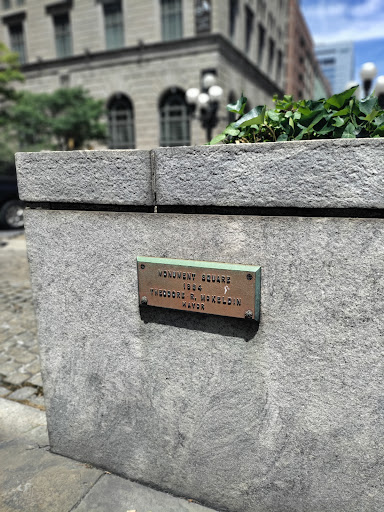 MONUMENT SQUARE
1964
THEODORE R. McKELDIN
MAYOR